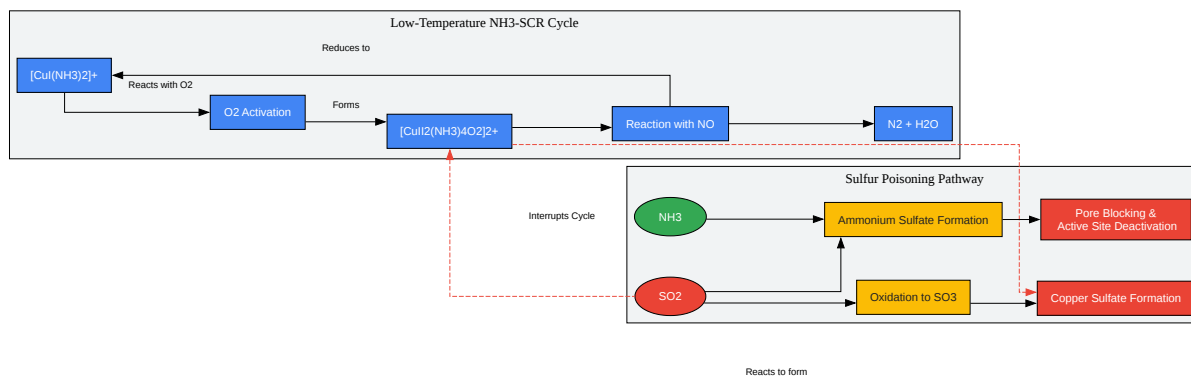 Low-Temperature NH3-SCR Cycle
Reduces to
[CuI(NH3)2]+
Reacts with O2
O2 Activation
Forms
[CuII2(NH3)4O2]2+
Reaction with NO
N2 + H2O
Sulfur Poisoning Pathway
Interrupts Cycle
NH3
Ammonium Sulfate Formation
Pore Blocking &
Active Site Deactivation
SO2
Oxidation to SO3
Copper Sulfate Formation
Reacts to form